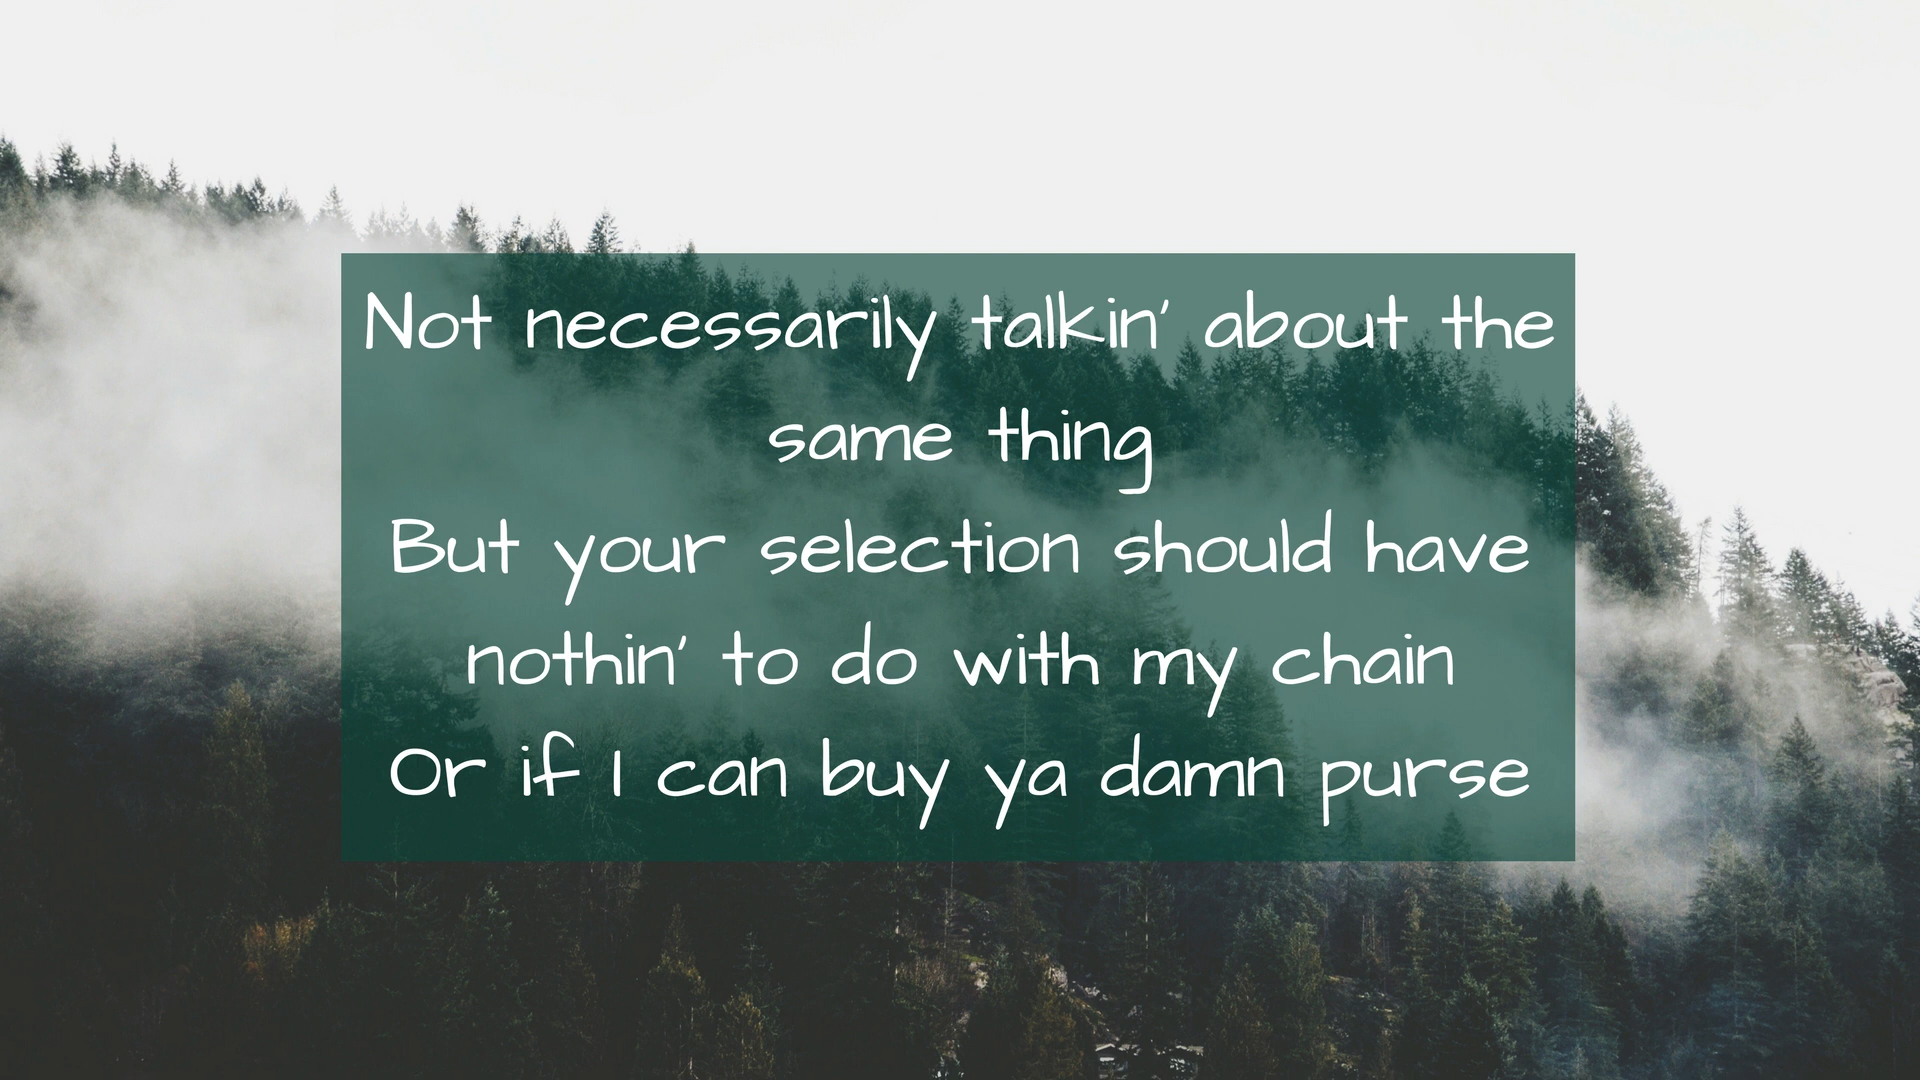 Not necessarily talkin' about the
same thing
But your selection should have
nothin' to do with my chain
Or if I can buy ya damn purse